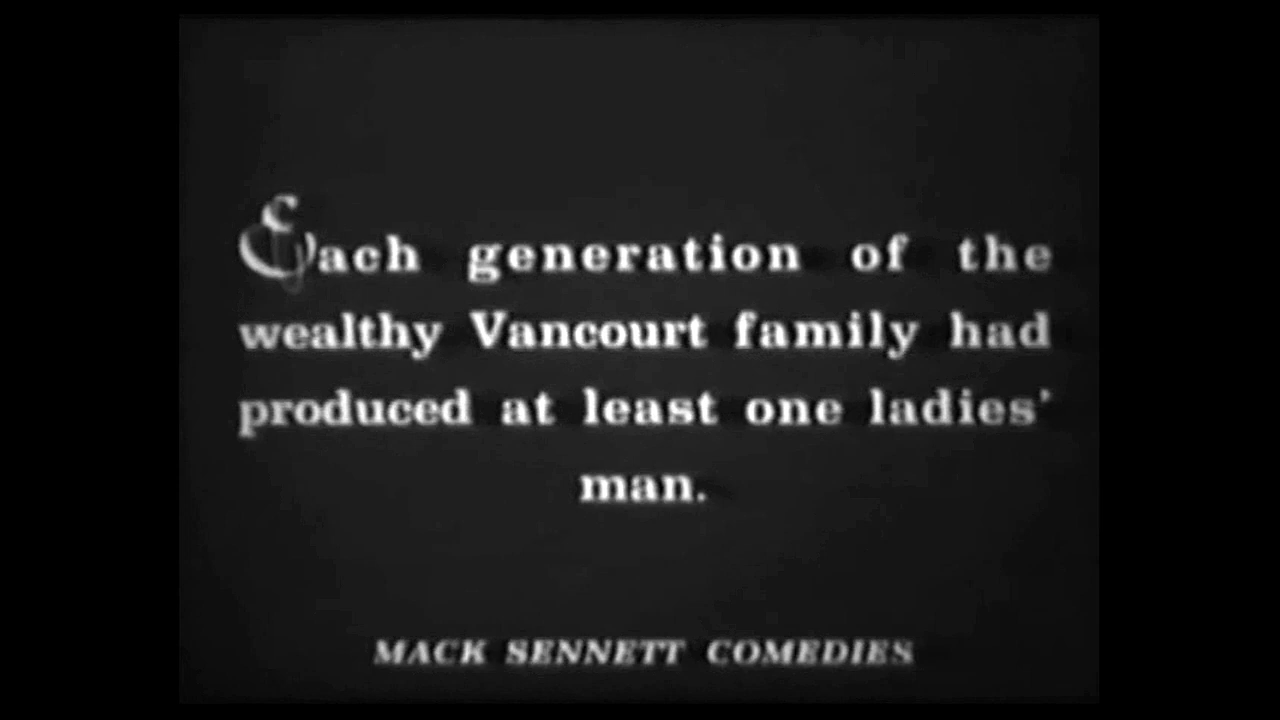 Each generation of the
wealthy Vancourt family had
produced at least one ladies'
man.
MACK SENNETT COMEDIES